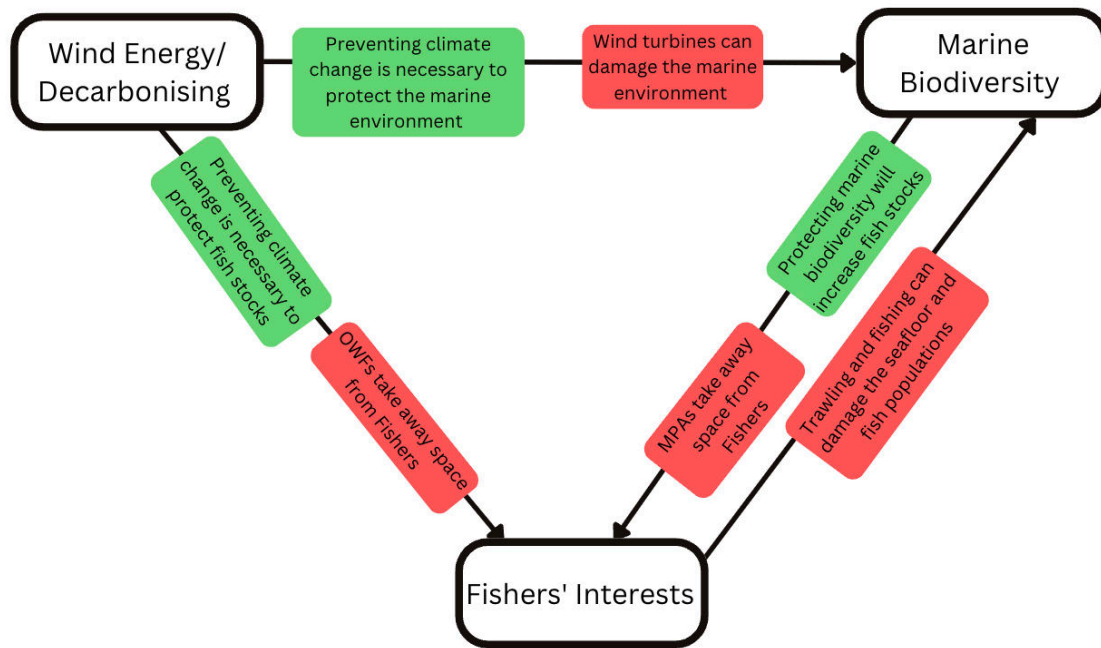 Wind Energy/
Decarbonising
Preventing climate
change is necessary to
protect the marine
environment
Wind turbines can
damage the marine
environment
Marine
Biodiversity
Preventing climate
change is necessary to
protect fish stocks
OWFs take away space
from Fishers
Protecting marine
biodiversity will
increase fish stocks
MPAs take away
space from
Fishers
Trawling and fishing can
damage the seafloor and
fish populations
Fishers' Interests